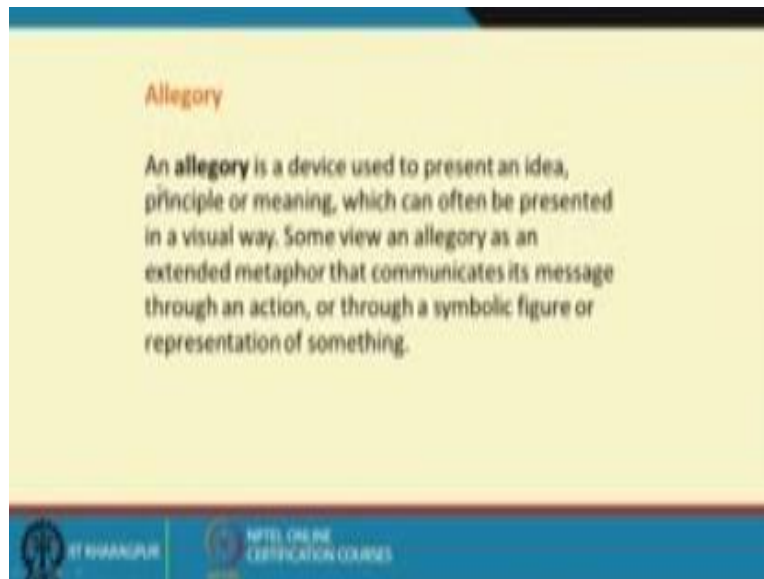 Allegory
An allegory is a device used to present an idea,
principle or meaning, which can often be presented
in a visual way. Some view an allegory as an
extended metaphor that communicates its message
through an action, or through a symbolic figure or
representation of something.
IIT KHARAGPUR
NPTEL ONLINE
CERTIFICATION COURSES